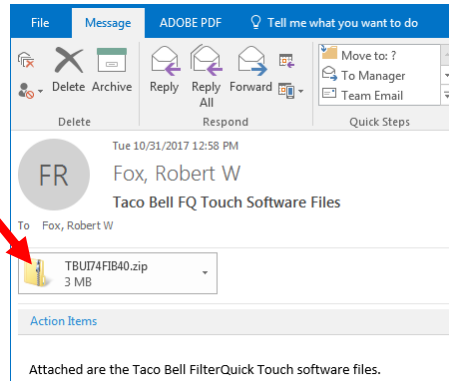 File Message ADOBE PDF Tell me what you want to do
Delete Archive Reply Reply All Forward
Move to: ?
To Manager
Team Email
Delete Respond Quick Steps
Tue 10/31/2017 12:58 PM
FR
Fox, Robert W
Taco Bell FQ Touch Software Files
To Fox, Robert W
TBUI74FIB40.zip
3 MB
Action Items
Attached are the Taco Bell FilterQuick Touch software files.